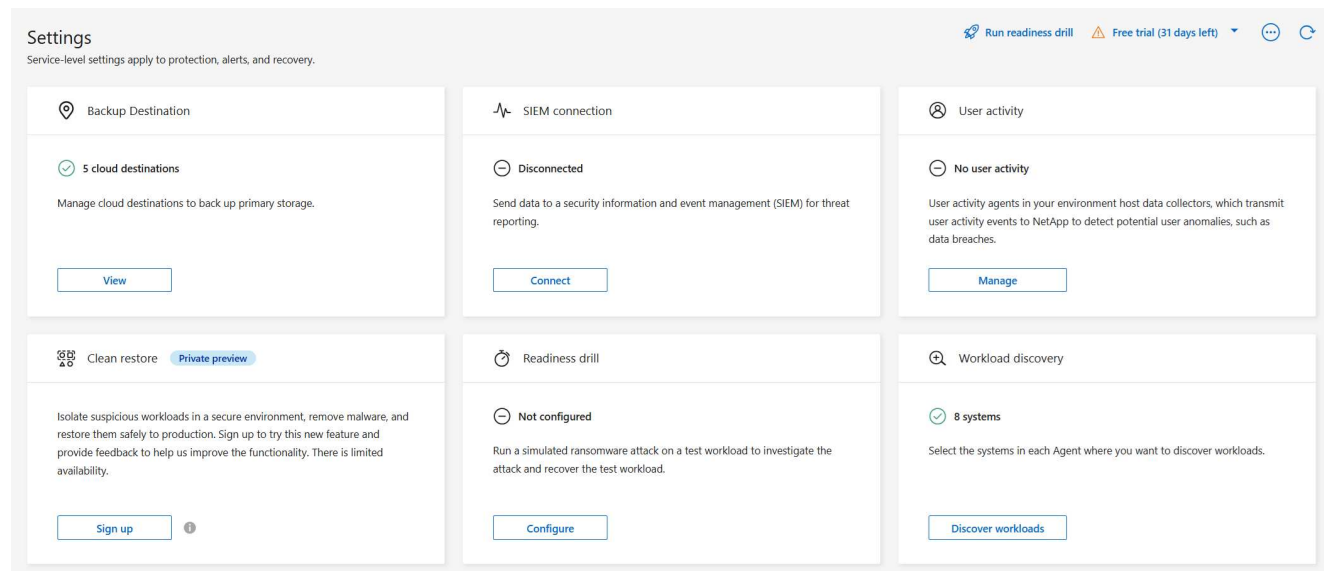 Settings
Service-level settings apply to protection, alerts, and recovery.
Run readiness drill
Free trial (31 days left)
Backup Destination
5 cloud destinations
Manage cloud destinations to back up primary storage.
View
SIEM connection
Disconnected
Send data to a security information and event management (SIEM) for threat
reporting.
Connect
User activity
No user activity
User activity agents in your environment host data collectors, which transmit
user activity events to NetApp to detect potential user anomalies, such as
data breaches.
Manage
Clean restore
Private preview
Isolate suspicious workloads in a secure environment, remove malware, and
restore them safely to production. Sign up to try this new feature and
provide feedback to help us improve the functionality. There is limited
availability.
Sign up
Readiness drill
Not configured
Run a simulated ransomware attack on a test workload to investigate the
attack and recover the test workload.
Configure
Workload discovery
8 systems
Select the systems in each Agent where you want to discover workloads.
Discover workloads